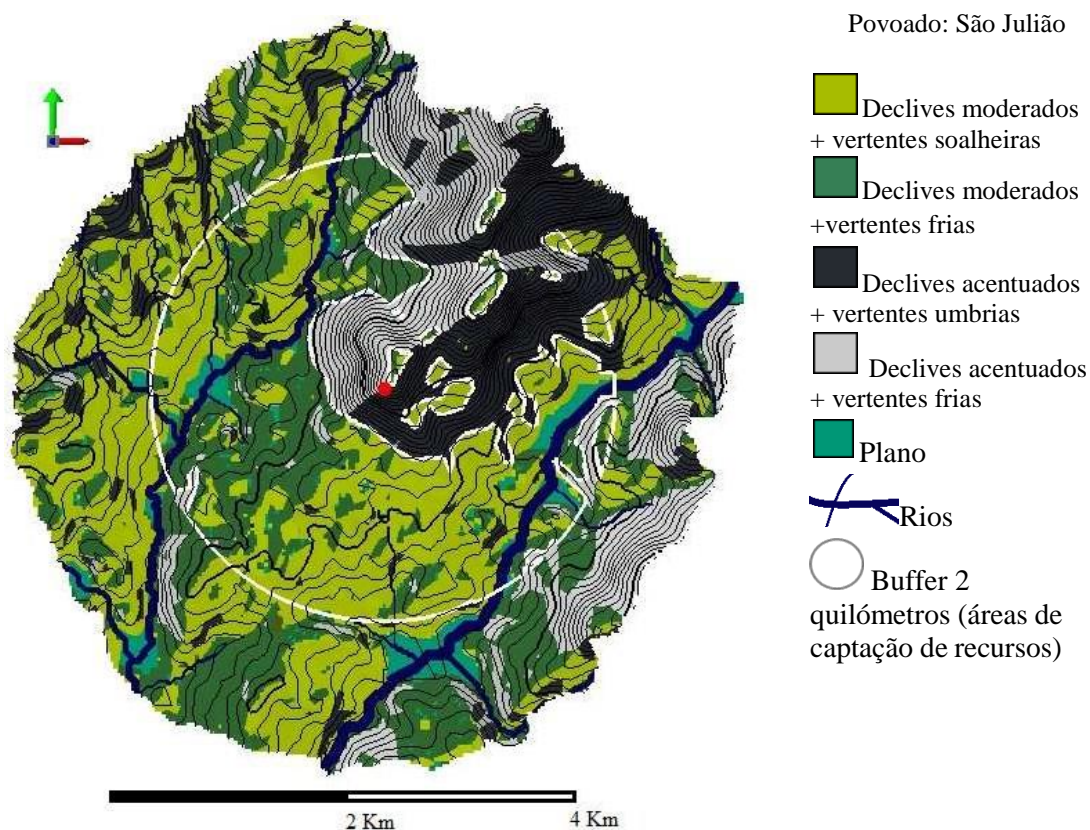 Povoado: São Julião
Declives moderados
+ vertentes soalheiras
Declives moderados
+vertentes frias
Declives acentuados
+ vertentes umbrias
Declives acentuados
+ vertentes frias
Plano
Rios
Buffer 2
quilómetros (áreas de
captação de recursos)
2 Km
4 Km